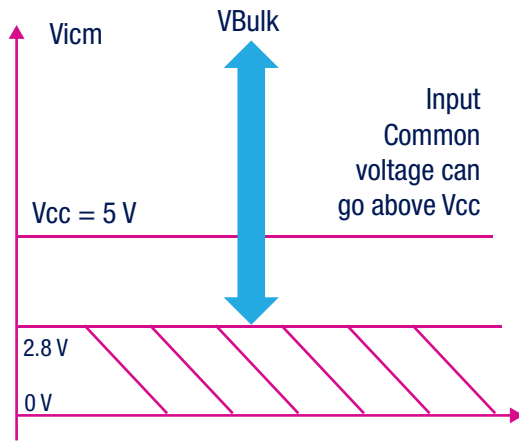 Vicm
VBulk
Input
Common
voltage can
go above Vcc
Vcc = 5 V
2.8 V
0 V